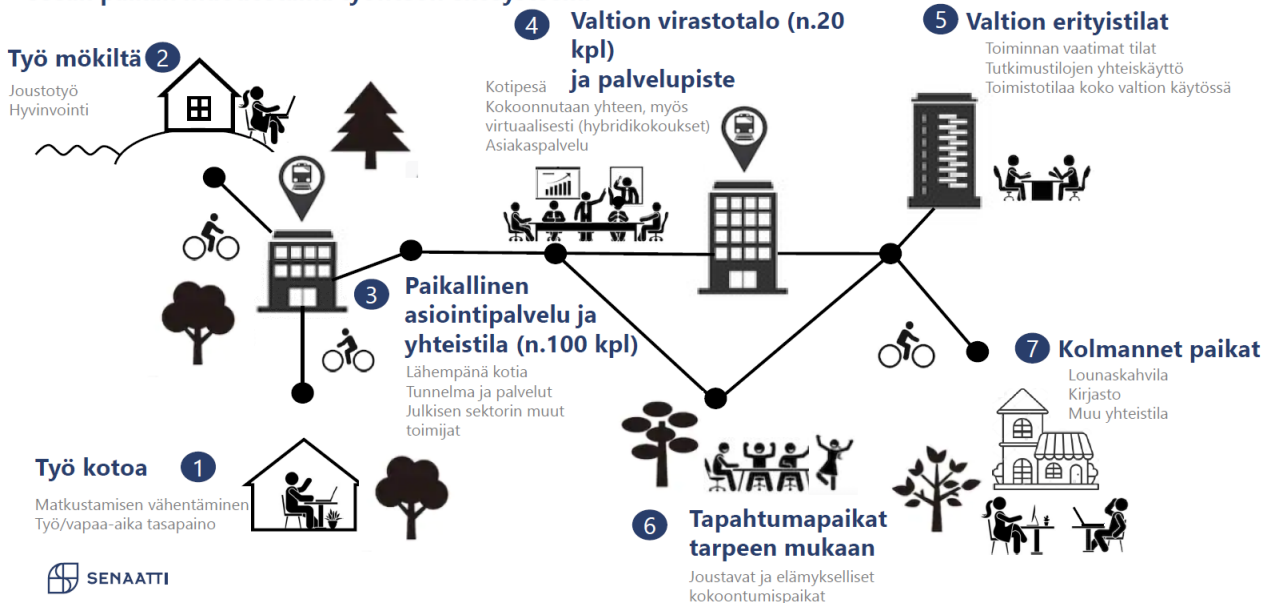 4
Valtion virastotalo (n.20
kpl)
ja palvelupiste
Kotipesä
Kokoonnutaan yhteen, myös
virtuaalisesti (hybridikokoukset)
Asiakaspalvelu
5
Valtion erityistilat
Toiminnan vaatimat tilat
Tutkimustilojen yhteiskäyttö
Toimistotilaa koko valtion käytössä
Työ mökiltä
2
Joustotyö
Hyvinvointi
3
Paikallinen
asiointipalvelu ja
yhteistila (n.100 kpl)
Lähempänä kotia
Tunnelma ja palvelut
Julkisen sektorin muut
toimijat
7
Kolmannet paikat
Lounaskahvila
Kirjasto
Muu yhteistila
Työ kotoa
1
Matkustamisen vähentäminen
Työ/vapaa-aika tasapaino
6
Tapahtumapaikat
tarpeen mukaan
Joustavat ja elämykselliset
kokoontumispaikat
SENAATTI